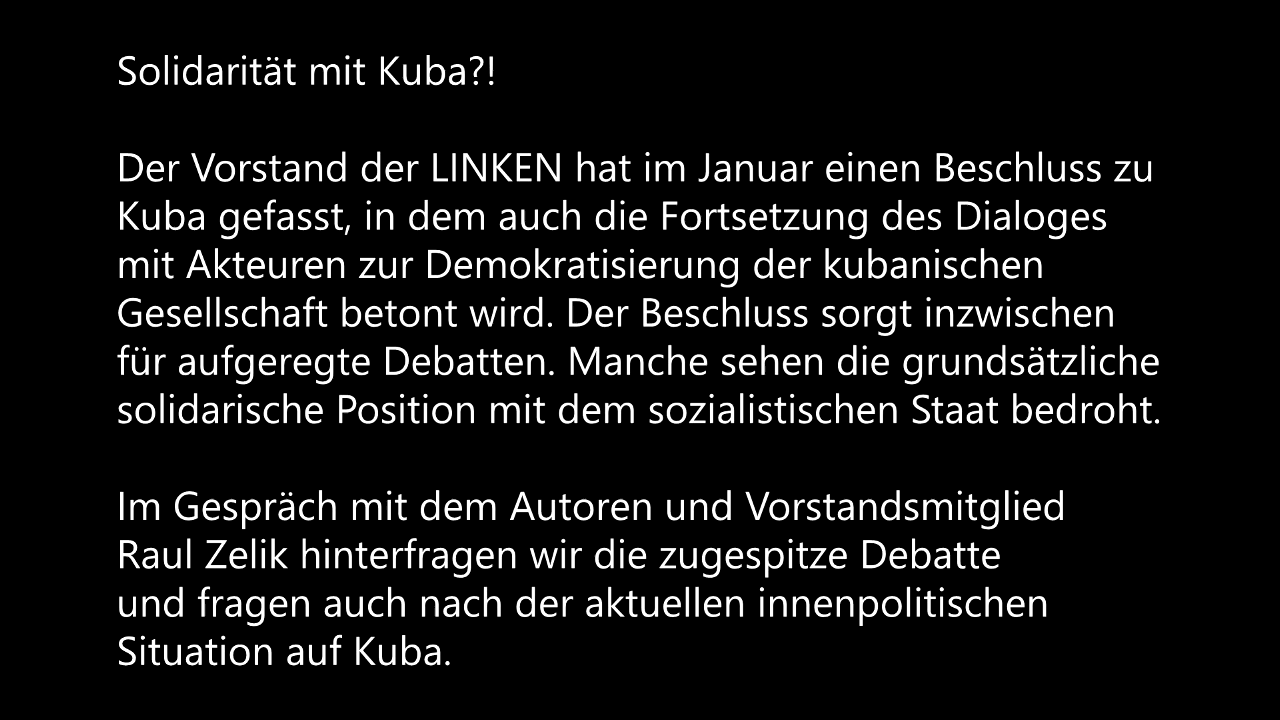 Solidarität mit Kuba?!
Der Vorstand der LINKEN hat im Januar einen Beschluss zu
Kuba gefasst, in dem auch die Fortsetzung des Dialoges
mit Akteuren zur Demokratisierung der kubanischen
Gesellschaft betont wird. Der Beschluss sorgt inzwischen
für aufgeregte Debatten. Manche sehen die grundsätzliche
solidarische Position mit dem sozialistischen Staat bedroht.
Im Gespräch mit dem Autoren und Vorstandsmitglied
Raul Zelik hinterfragen wir die zugespitze Debatte
und fragen auch nach der aktuellen innenpolitischen
Situation auf Kuba.